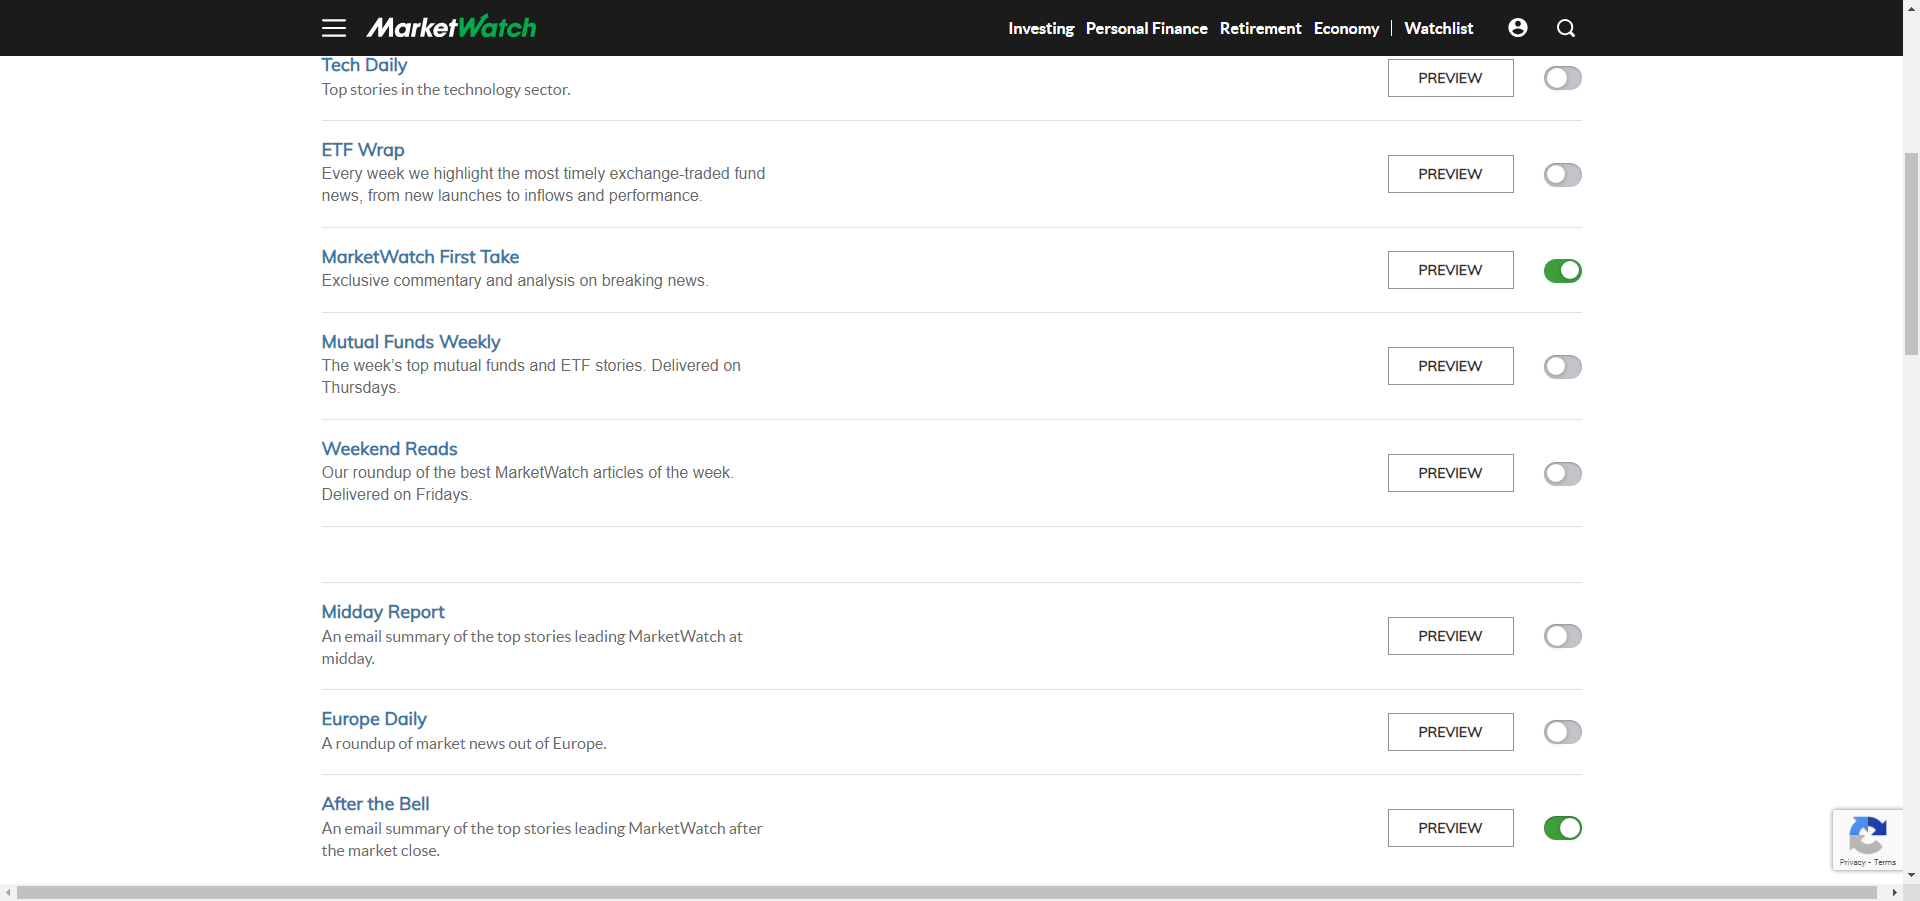 MarketWatch
Investing Personal Finance Retirement Economy | Watchlist
Tech Daily
Top stories in the technology sector.
PREVIEW
ETF Wrap
Every week we highlight the most timely exchange-traded fund
news, from new launches to inflows and performance.
PREVIEW
MarketWatch First Take
Exclusive commentary and analysis on breaking news.
PREVIEW
Mutual Funds Weekly
The week’s top mutual funds and ETF stories. Delivered on
Thursdays.
PREVIEW
Weekend Reads
Our roundup of the best MarketWatch articles of the week.
Delivered on Fridays.
PREVIEW
Midday Report
An email summary of the top stories leading MarketWatch at
midday.
PREVIEW
Europe Daily
A roundup of market news out of Europe.
PREVIEW
After the Bell
An email summary of the top stories leading MarketWatch after
the market close.
PREVIEW
Privacy - Terms